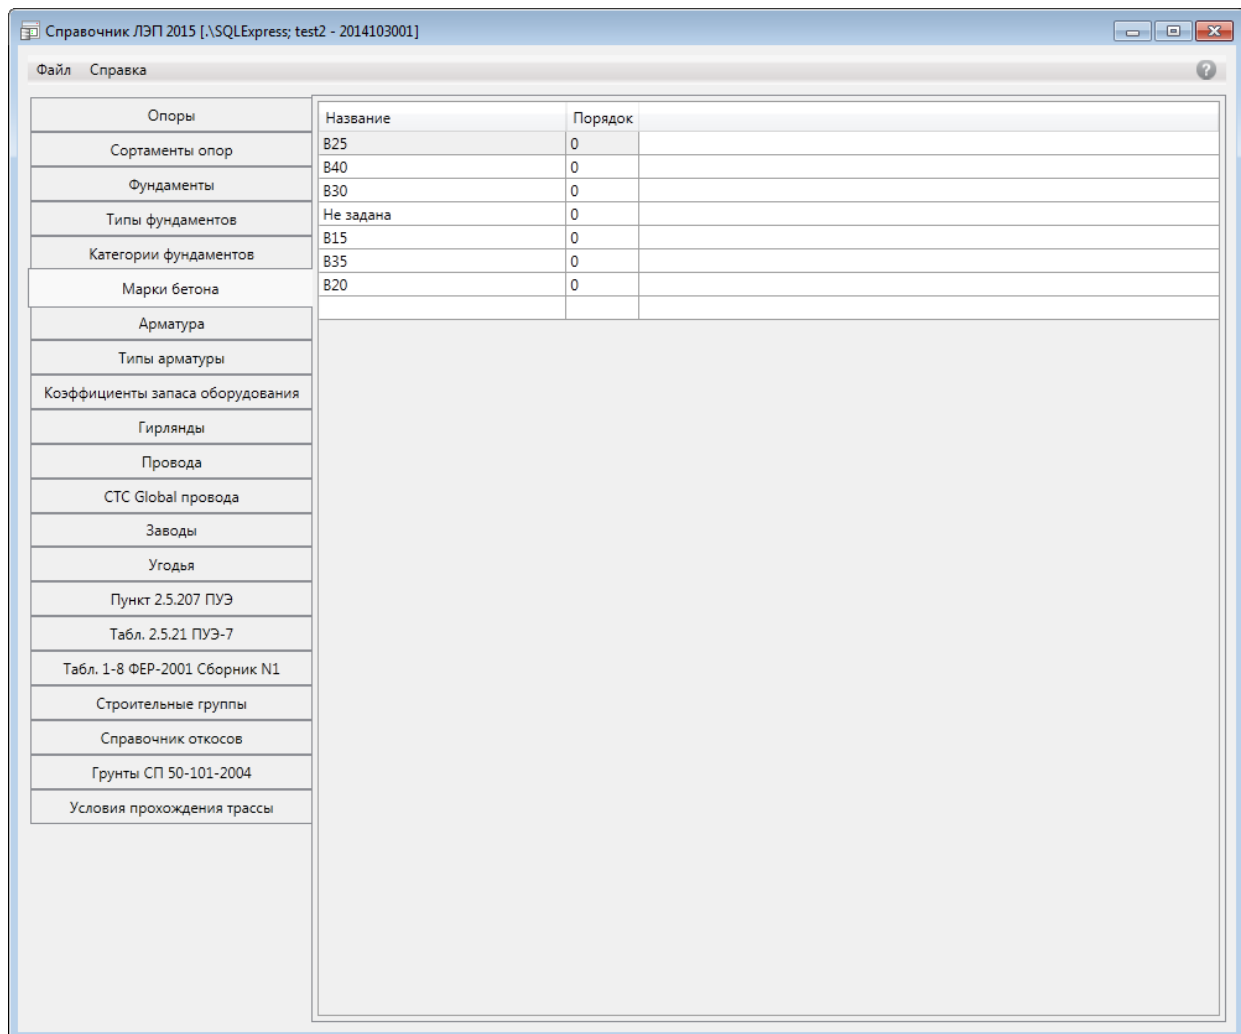 Справочник ЛЭП 2015 [.\SQLExpress; test2 - 2014103001]
Файл Справка
Опоры
Сортаменты опор
Фундаменты
Типы фундаментов
Категории фундаментов
Марки бетона
Арматура
Типы арматуры
Коэффициенты запаса оборудования
Гирлянды
Провода
CTC Global провода
Заводы
Угодья
Пункт 2.5.207 ПУЭ
Табл. 2.5.21 ПУЭ-7
Табл. 1-8 ФЕР-2001 Сборник N1
Строительные группы
Справочник откосов
Грунты СП 50-101-2004
Условия прохождения трассы
Название Порядок
B25 0
B40 0
B30 0
Не задана 0
B15 0
B35 0
B20 0